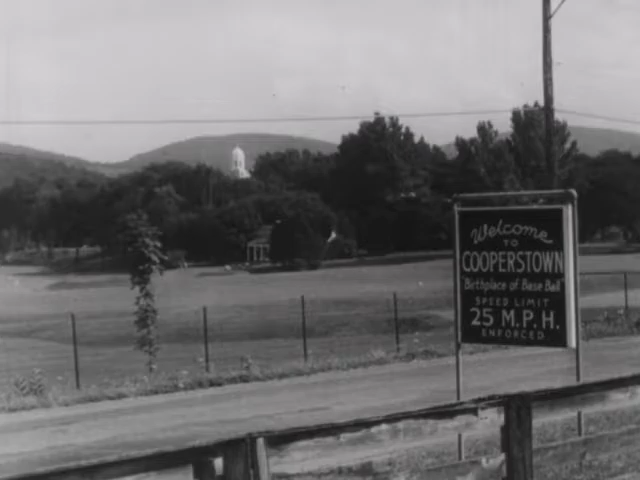 Welcome
TO
COOPERSTOWN
"Birthplace of Base Ball"
SPEED LIMIT
25 M.P.H.
ENFORCED